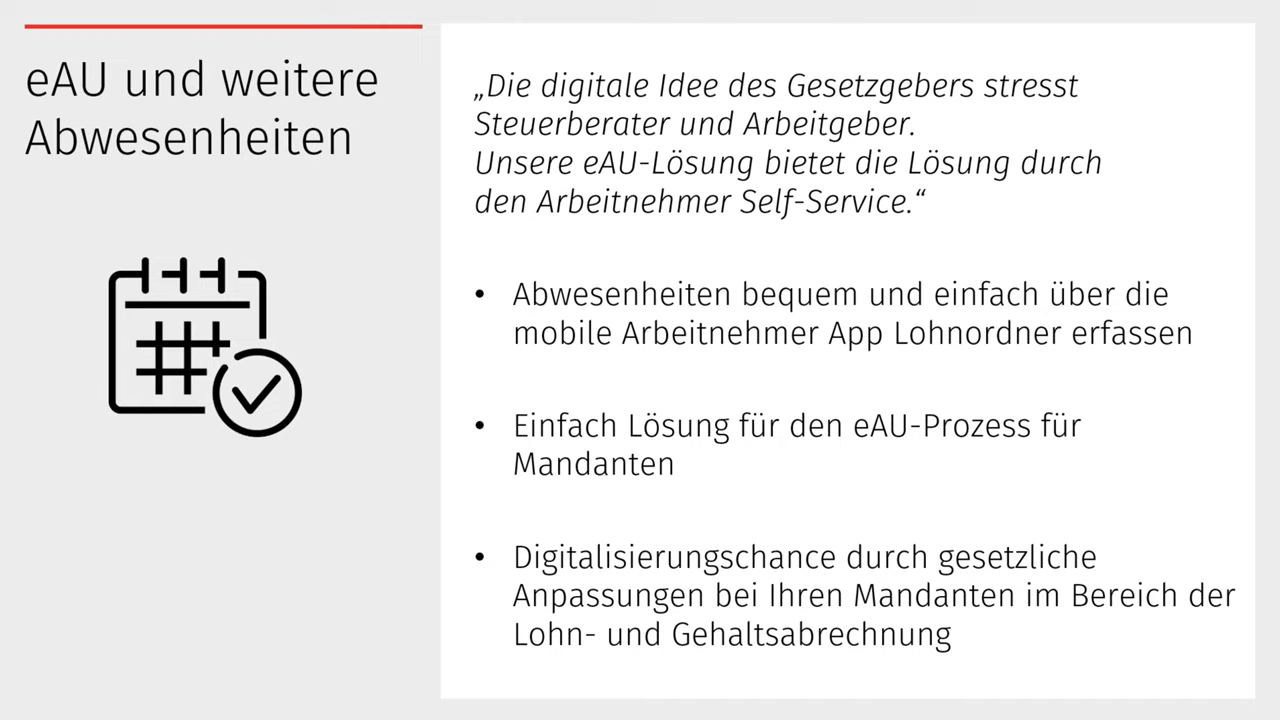 eAU und weitere
Abwesenheiten
„Die digitale Idee des Gesetzgebers stresst
Steuerberater und Arbeitgeber.
Unsere eAU-Lösung bietet die Lösung durch
den Arbeitnehmer Self-Service.“
• Abwesenheiten bequem und einfach über die
mobile Arbeitnehmer App Lohnordner erfassen
• Einfach Lösung für den eAU-Prozess für
Mandanten
• Digitalisierungschance durch gesetzliche
Anpassungen bei Ihren Mandanten im Bereich der
Lohn- und Gehaltsabrechnung